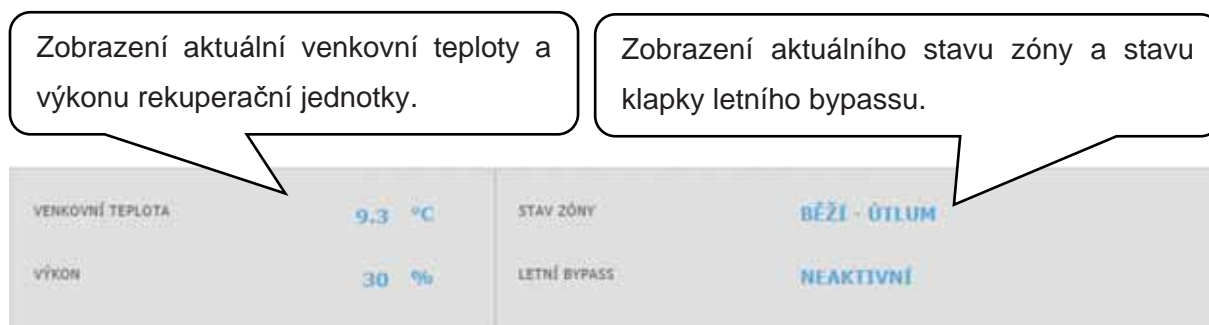 Zobrazení aktuální venkovní teploty a
výkonu rekuperační jednotky.
Zobrazení aktuálního stavu zóny a stavu
klapky letního bypassu.
VENKOVNÍ TEPLOTA 9.3 °C
VÝKON 30 %
STAV ZÓNY BĚŽÍ - ÚTLUM
LETNÍ BYPASS NEAKTIVNÍ